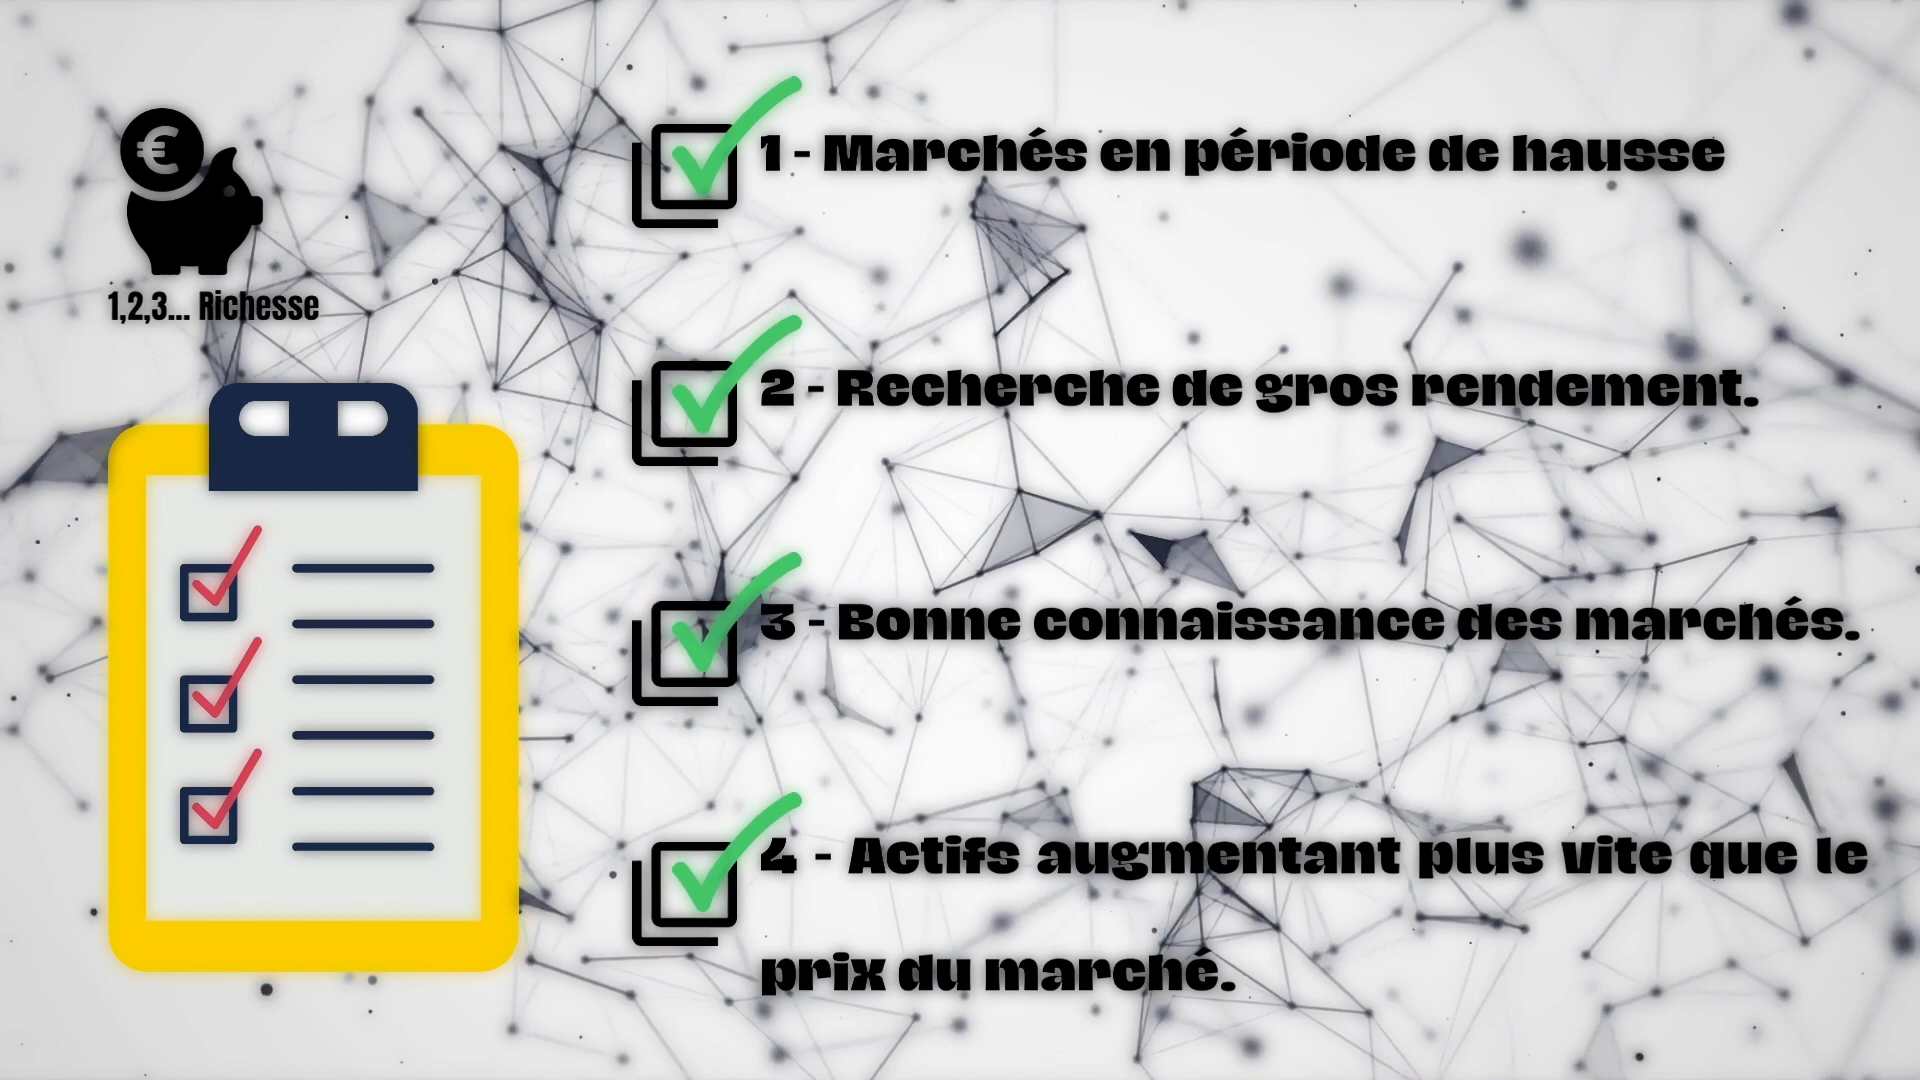 €
1,2,3... Richesse
1 - Marchés en période de hausse
2 - Recherche de gros rendement.
3 - Bonne connaissance des marchés.
4 - Actifs augmentant plus vite que le
prix du marché.